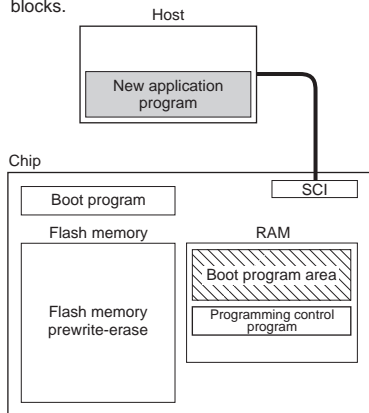 blocks.
Host
New application
program
Chip
SCI
Boot program
Flash memory
RAM
Boot program area
Flash memory
prewrite-erase
Programming control
program